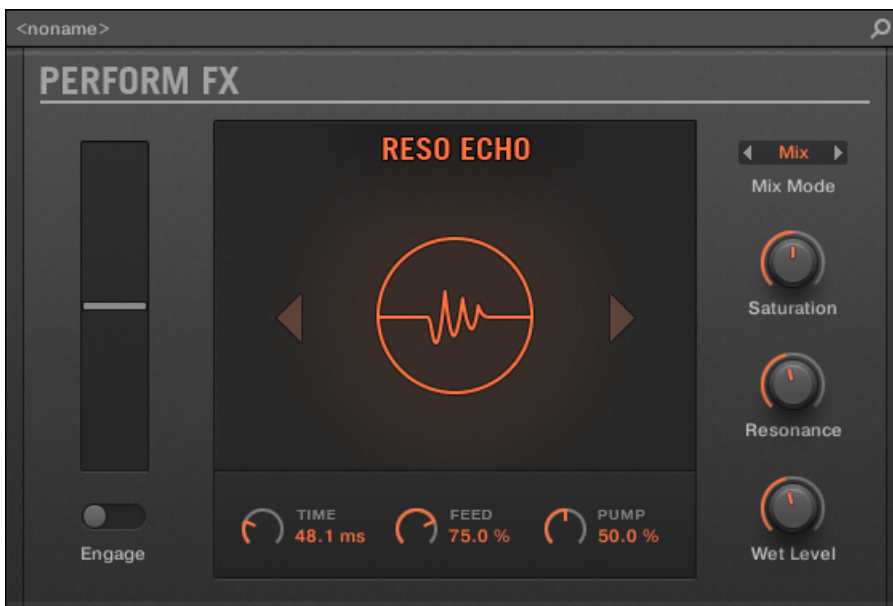 <noname>
PERFORM FX
RESO ECHO
Mix
Mix Mode
Saturation
Resonance
Wet Level
TIME
48.1 ms
FEED
75.0 %
PUMP
50.0 %
Engage